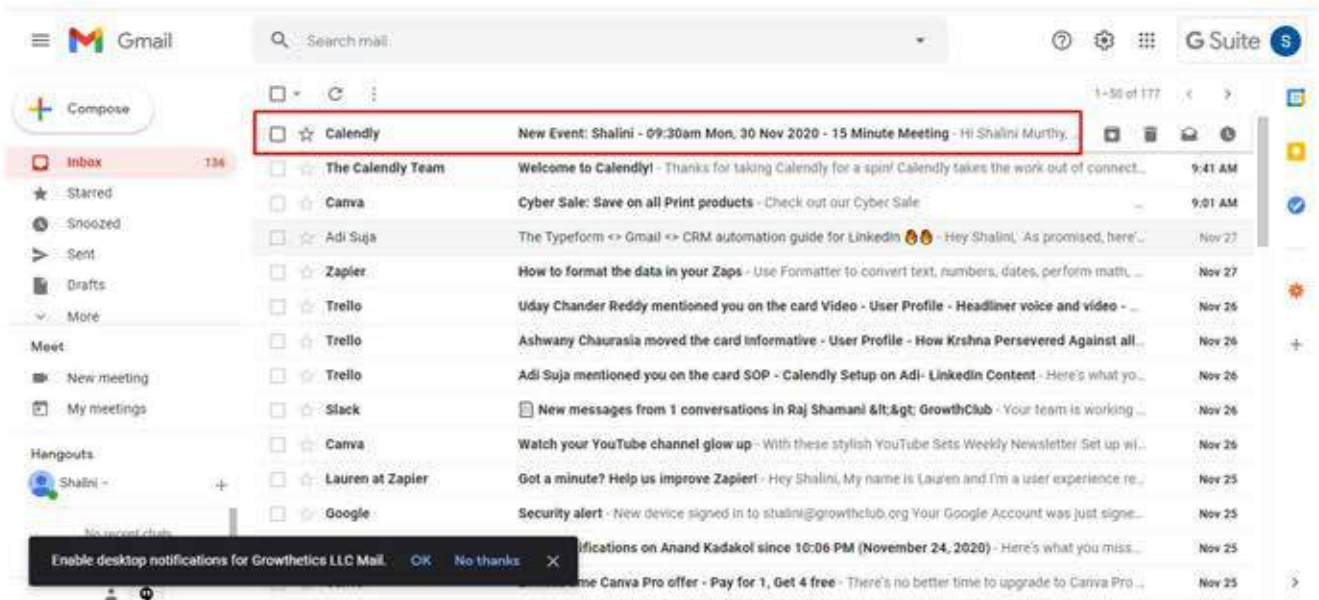 Gmail
Search mail
G Suite
S
Compose
1-50 of 177
Calendly New Event: Shalini - 09:30am Mon, 30 Nov 2020 - 15 Minute Meeting - Hi Shalini Murthy, ...
Inbox 136
The Calendly Team Welcome to Calendly! - Thanks for taking Calendly for a spin! Calendly takes the work out of connect... 9:41 AM
Starred
Canva Cyber Sale: Save on all Print products - Check out our Cyber Sale ... 9:01 AM
Snoozed
Adi Suja The Typeform <> Gmail <> CRM automation guide for LinkedIn 🔥🔥 - Hey Shalini, As promised, here'... Nov 27
Sent
Zapier How to format the data in your Zaps - Use Formatter to convert text, numbers, dates, perform math, ... Nov 27
Drafts
Trello Uday Chander Reddy mentioned you on the card Video - User Profile - Headliner voice and video - ... Nov 26
More
Trello Ashwany Chaurasia moved the card Informative - User Profile - How Krshna Persevered Against all... Nov 26
Meet
New meeting
Trello Adi Suja mentioned you on the card SOP - Calendly Setup on Adi- LinkedIn Content - Here's what yo... Nov 26
My meetings
Slack New messages from 1 conversations in Raj Shamani &lt;&gt; GrowthClub - Your team is working ... Nov 26
Canva Watch your YouTube channel glow up - With these stylish YouTube Sets Weekly Newsletter Set up wi... Nov 26
Hangouts
Shalini
Lauren at Zapier Got a minute? Help us improve Zapier! - Hey Shalini, My name is Lauren and I'm a user experience re... Nov 25
Google Security alert - New device signed in to shalini@growthclub.org Your Google Account was just signe... Nov 25
No recent chats
ifications on Anand Kadakol since 10:06 PM (November 24, 2020) - Here's what you miss... Nov 25
Enable desktop notifications for Growthetics LLC Mail. OK No thanks
me Canva Pro offer - Pay for 1, Get 4 free - There's no better time to upgrade to Canva Pro ... Nov 25